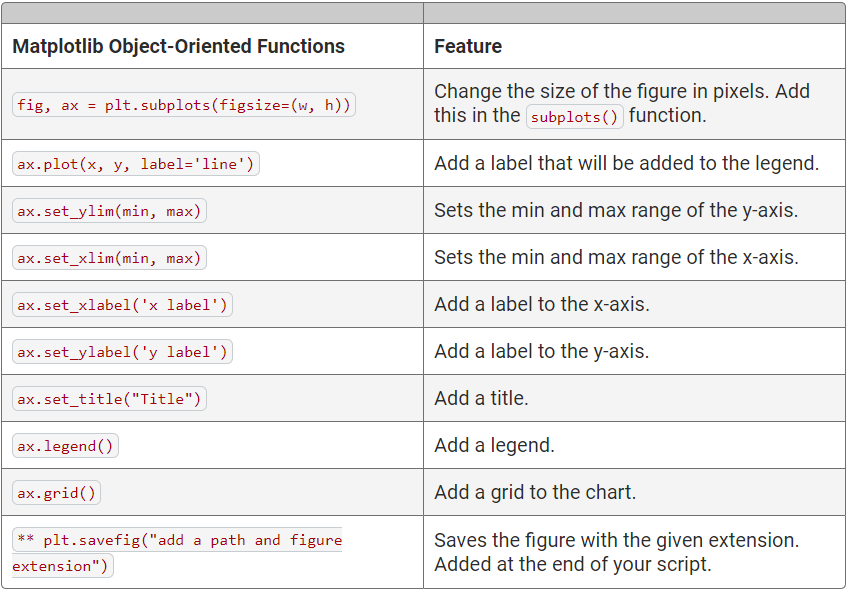 Matplotlib Object-Oriented Functions
Feature
fig, ax = plt.subplots(figsize=(w, h))
Change the size of the figure in pixels. Add
this in the subplots() function.
ax.plot(x, y, label='line')
Add a label that will be added to the legend.
ax.set_ylim(min, max)
Sets the min and max range of the y-axis.
ax.set_xlim(min, max)
Sets the min and max range of the x-axis.
ax.set_xlabel('x label')
Add a label to the x-axis.
ax.set_ylabel('y label')
Add a label to the y-axis.
ax.set_title("Title")
Add a title.
ax.legend()
Add a legend.
ax.grid()
Add a grid to the chart.
** plt.savefig("add a path and figure
extension")
Saves the figure with the given extension.
Added at the end of your script.